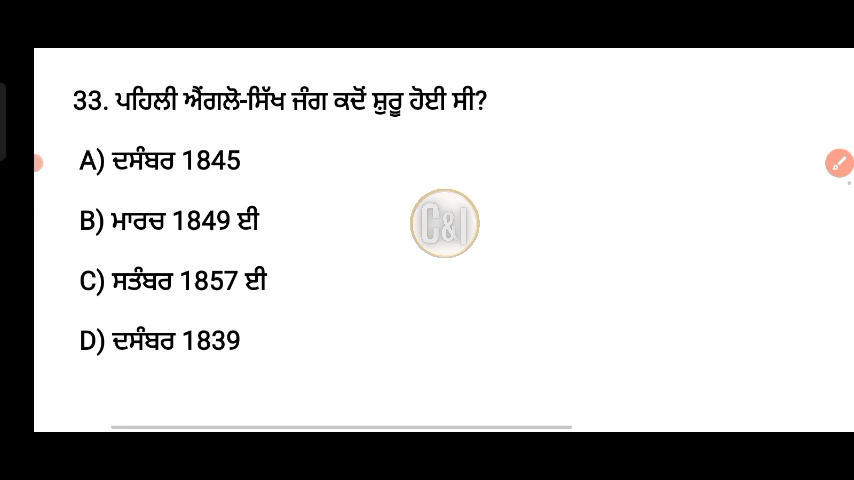 33. ਪਹਿਲੀ ਐਂਗਲੋ-ਸਿੱਖ ਜੰਗ ਕਦੋਂ ਸ਼ੁਰੂ ਹੋਈ ਸੀ?
A) ਦਸੰਬਰ 1845
B) ਮਾਰਚ 1849 ਈ
C&I
C) ਸਤੰਬਰ 1857 ਈ
D) ਦਸੰਬਰ 1839